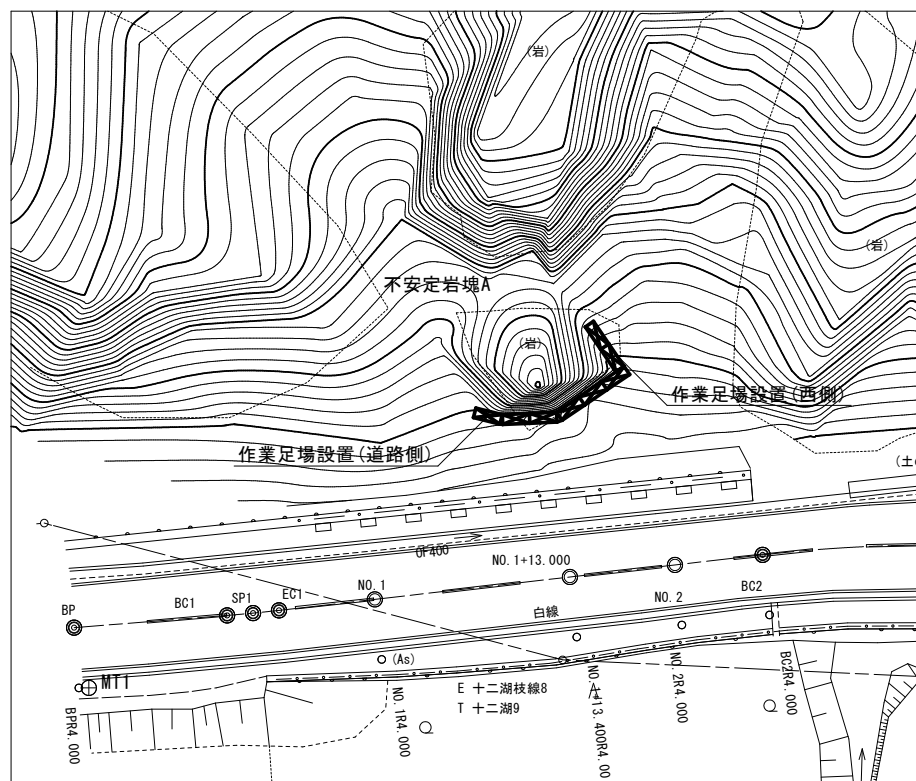 (岩)
(岩)
不安定岩塊A
(岩)
作業足場設置(西側)
作業足場設置(道路側)
(土
OF400
NO.1+13.000
BP
BC1
SP1
EC1
NO.1
NO.2
BC2
白線
(As)
MT1
E 十二湖枝線8
T 十二湖9
BPR4.000
NO.1R4.000
NO.1+13.400R4.00
NO.2R4.000
BC2R4.000